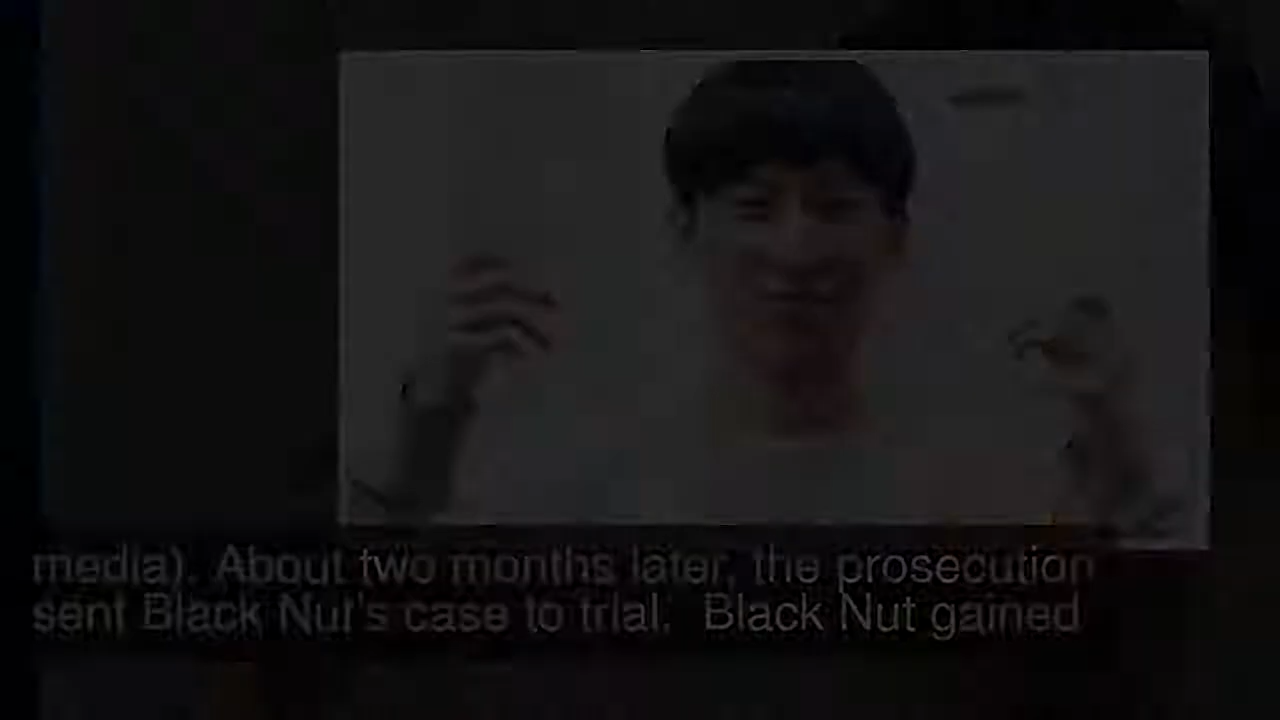 media). About two months later, the prosecution
sent Black Nut's case to trial.  Black Nut gained